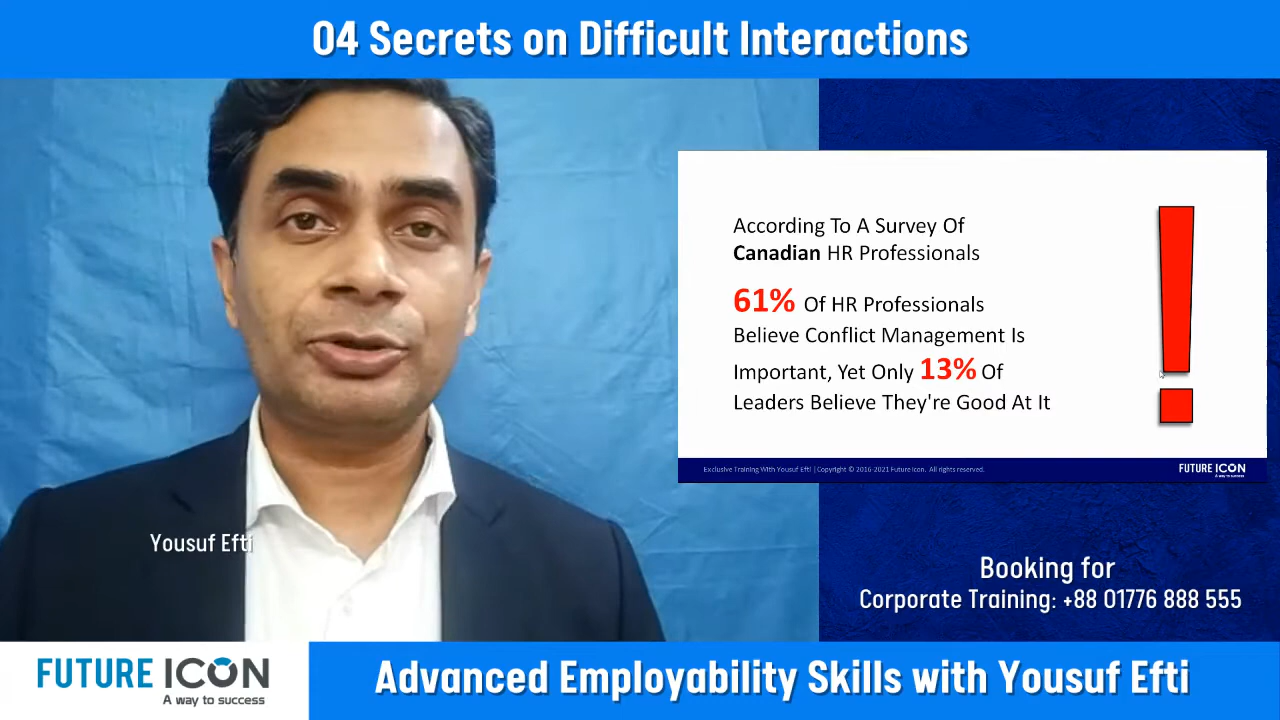 04 Secrets on Difficult Interactions
According To A Survey Of
Canadian HR Professionals
61% Of HR Professionals
Believe Conflict Management Is
Important, Yet Only 13% Of
Leaders Believe They're Good At It
Exclusive Training With Yousuf Efti | Copyright © 2016-2021 Future Icon. All rights reserved.
FUTURE ICON
A way to success
Yousuf Efti
Booking for
Corporate Training: +88 01776 888 555
FUTURE ICON
A way to success
Advanced Employability Skills with Yousuf Efti